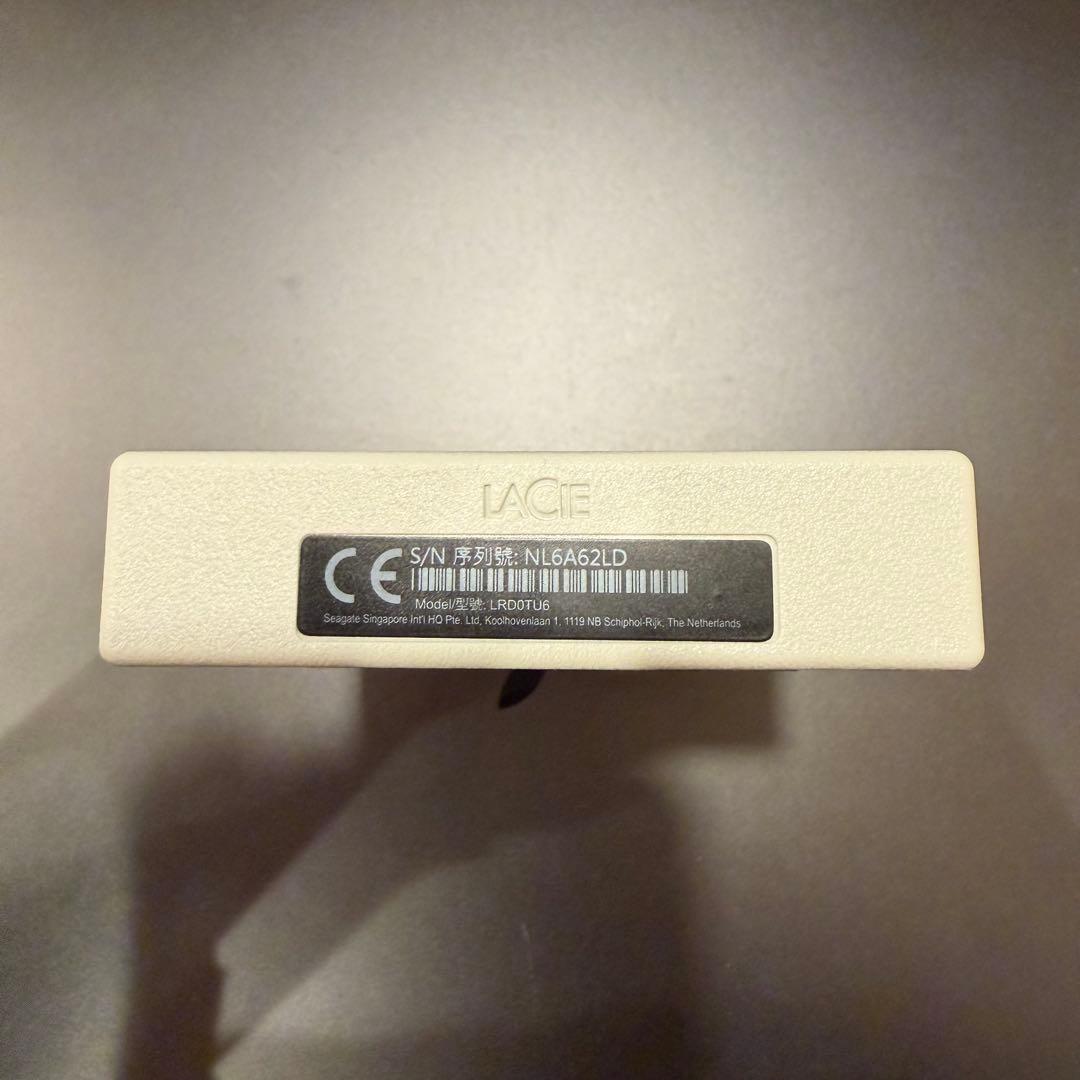 LACIE
CE S/N 序列號: NL6A62LD
Model/型號: LRD0TU6
Seagate Singapore Int'l HQ Pte. Ltd, Koolhovenlaan 1, 1119 NB Schiphol-Rijk, The Netherlands